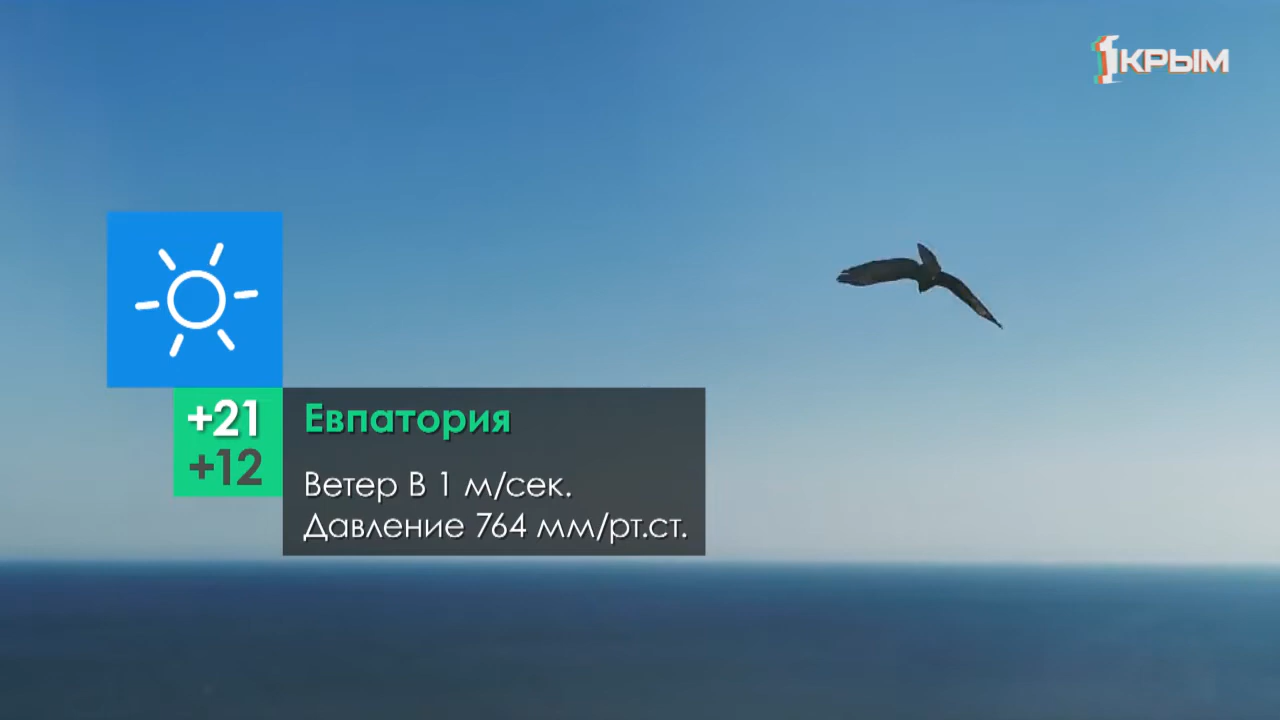 1КРЫМ
+21
+12
Евпатория
Ветер В 1 м/сек.
Давление 764 мм/рт.ст.